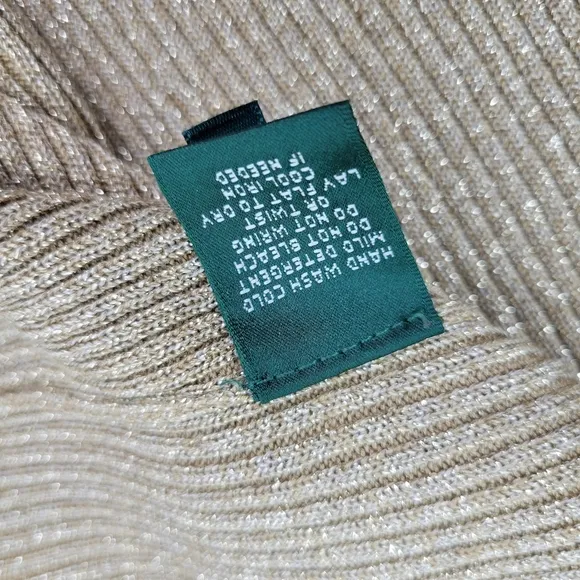 HAND WASH COLD
MILD DETERGENT
DO NOT BLEACH
DO NOT WRING
OR TWIST
LAY FLAT TO DRY
COOL IRON
IF NEEDED